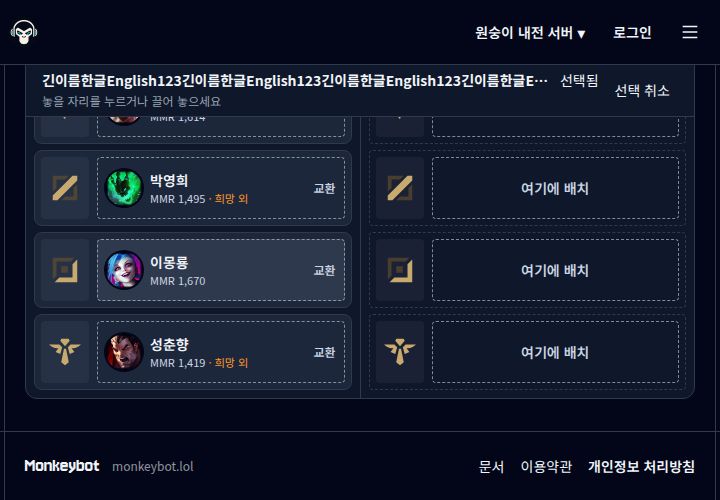 원숭이 내전 서버 ▾ 로그인
긴이름한글English123긴이름한글English123긴이름한글English123긴이름한글E… 선택됨
선택 취소
놓을 자리를 누르거나 끌어 놓으세요
MMR 1,614
박영희
MMR 1,495 · 희망 외
교환
여기에 배치
이몽룡
MMR 1,670
교환
여기에 배치
성춘향
MMR 1,419 · 희망 외
교환
여기에 배치
Monkeybot monkeybot.lol 문서 이용약관 개인정보 처리방침